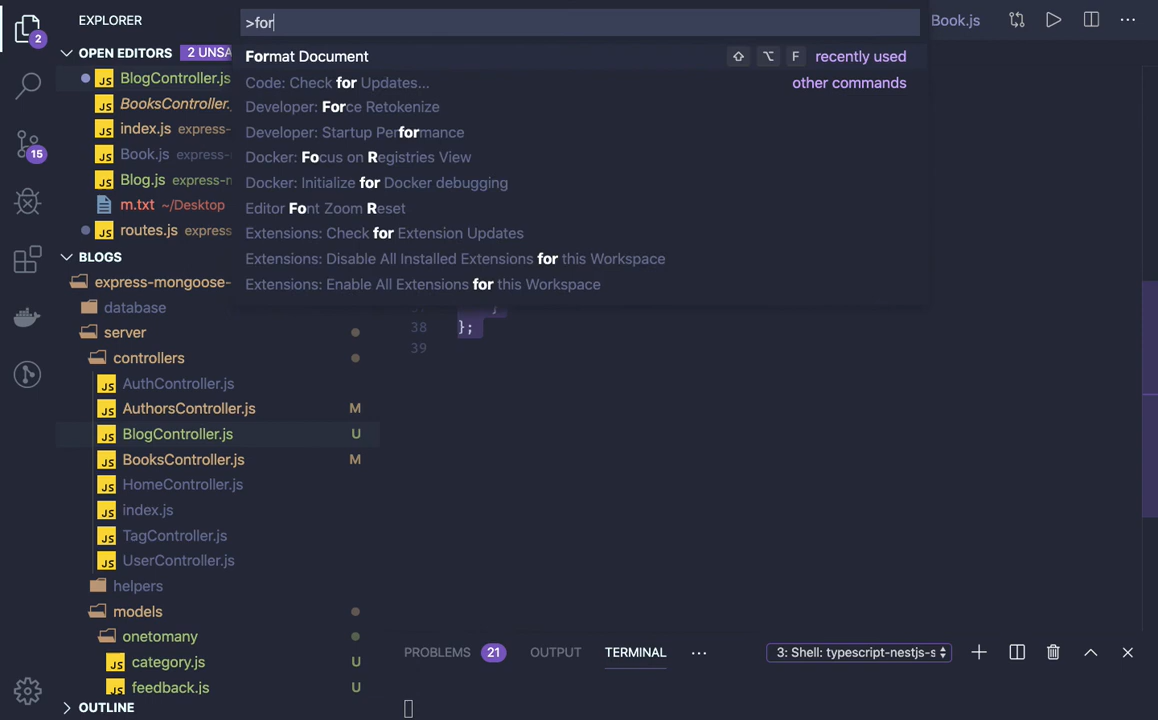 EXPLORER
>for
Book.js
OPEN EDITORS 2 UNSA
Format Document ⇧ ⌥ F recently used
BlogController.js
Code: Check for Updates... other commands
BooksController.
Developer: Force Retokenize
index.js express-
Developer: Startup Performance
Book.js express-
Docker: Focus on Registries View
Blog.js express-n
Docker: Initialize for Docker debugging
m.txt ~/Desktop
Editor Font Zoom Reset
routes.js express
Extensions: Check for Extension Updates
BLOGS
Extensions: Disable All Installed Extensions for this Workspace
express-mongoose-
Extensions: Enable All Extensions for this Workspace
database
37 }
38 };
39
server
controllers
AuthController.js
AuthorsController.js M
BlogController.js U
BooksController.js M
HomeController.js
index.js
TagController.js
UserController.js
helpers
models
onetomany
category.js U
feedback.js U
OUTLINE
2
15
PROBLEMS 21 OUTPUT TERMINAL ... 3: Shell: typescript-nestjs-s